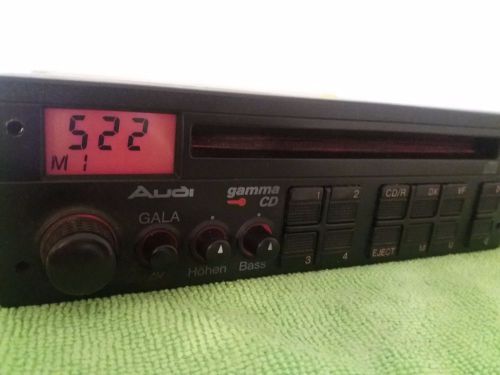 522
M 1
Audi
GALA
gamma
CD
1 2 CD/R DX VF
Höhen Bass
3 4 EJECT M